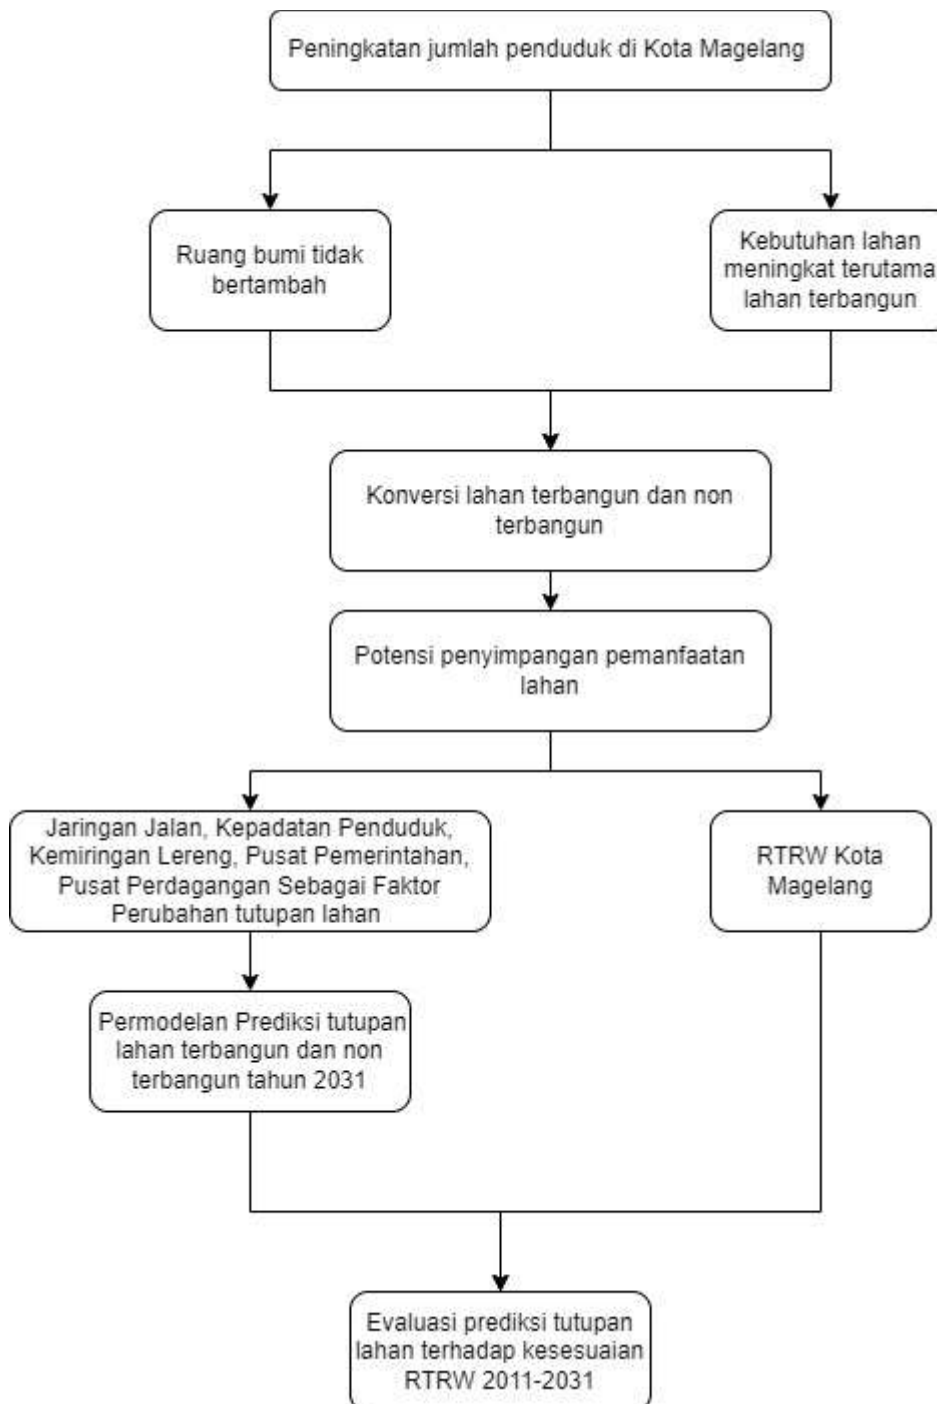 Peningkatan jumlah penduduk di Kota Magelang
Ruang bumi tidak
bertambah
Kebutuhan lahan
meningkat terutama
lahan terbangun
Konversi lahan terbangun dan non
terbangun
Potensi penyimpangan pemanfaatan
lahan
Jaringan Jalan, Kepadatan Penduduk,
Kemiringan Lereng, Pusat Pemerintahan,
Pusat Perdagangan Sebagai Faktor
Perubahan tutupan lahan
RTRW Kota
Magelang
Permodelan Prediksi tutupan
lahan terbangun dan non
terbangun tahun 2031
Evaluasi prediksi tutupan
lahan terhadap kesesuaian
RTRW 2011-2031